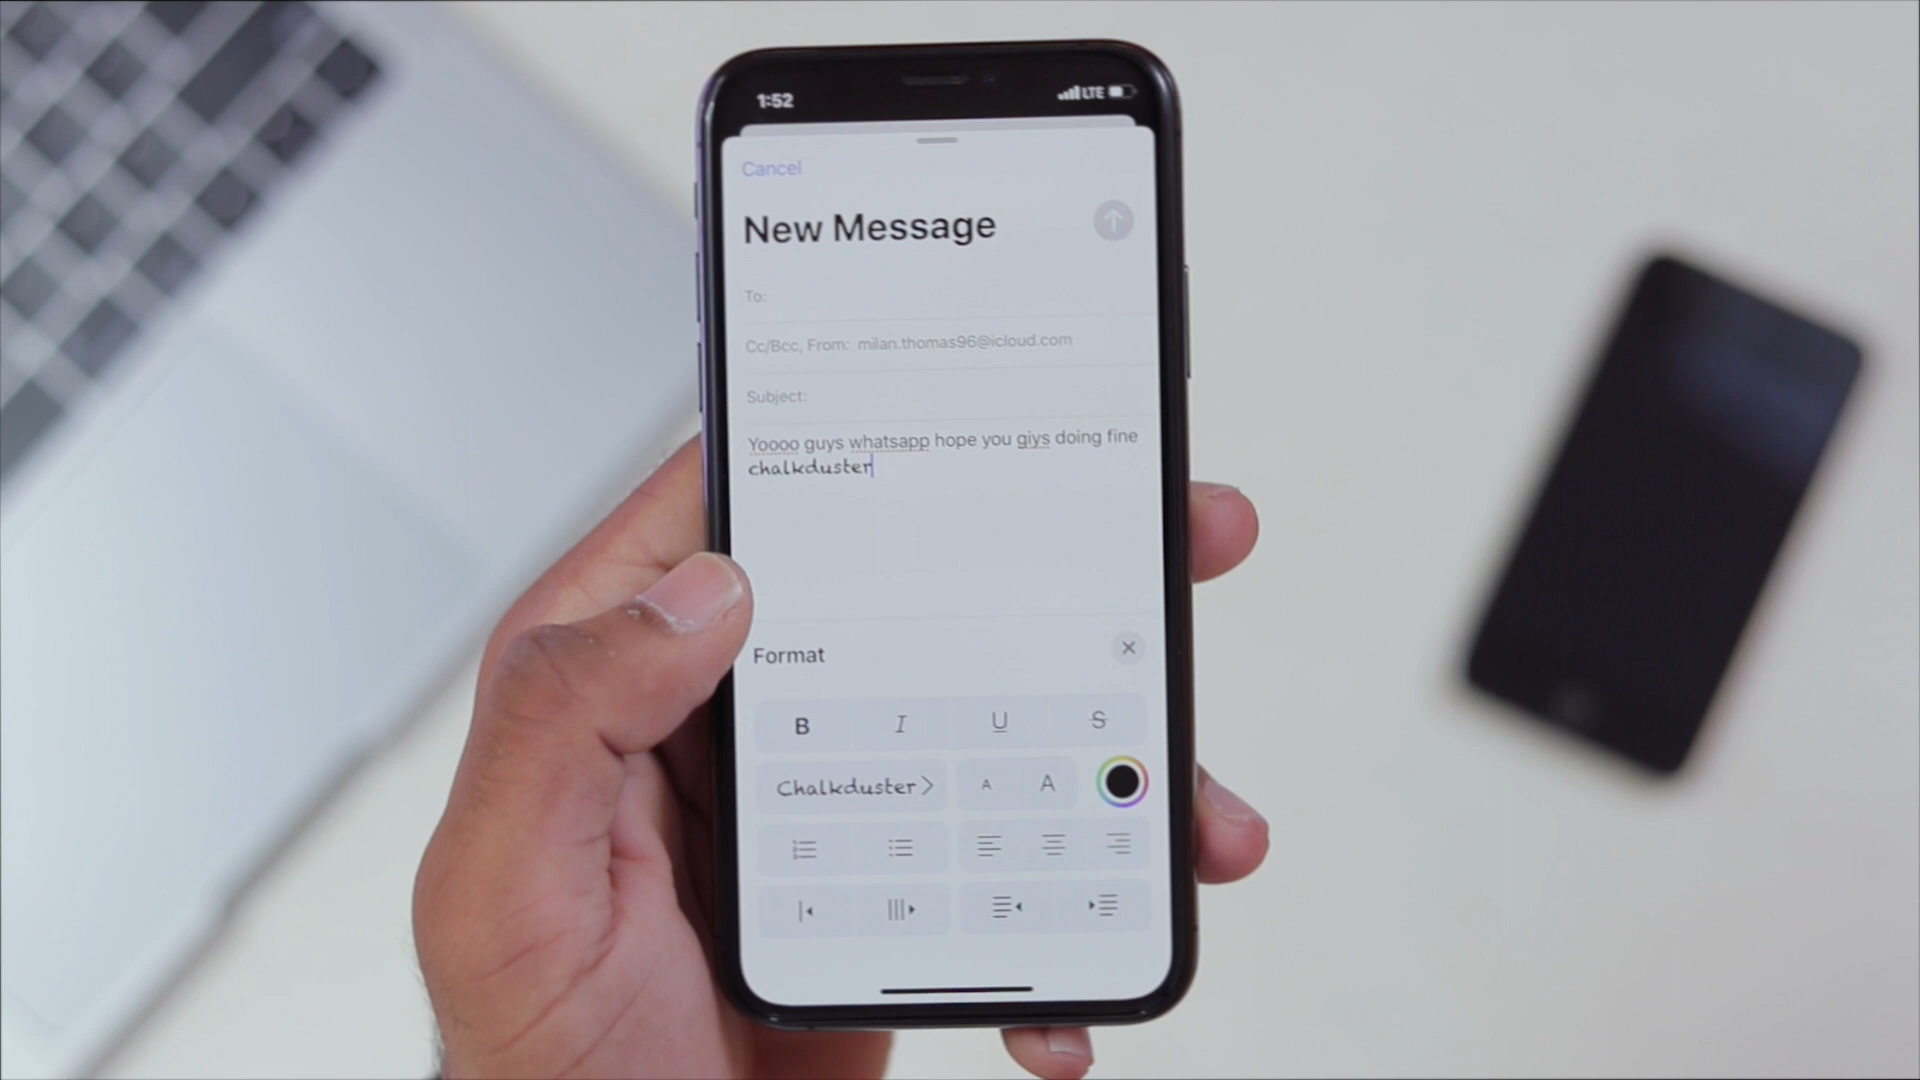 1:52
LTE
Cancel
New Message
To:
Cc/Bcc, From: milan.thomas96@icloud.com
Subject:
Yoooo guys whatsapp hope you giys doing fine
chalkduster
Format
B I U S
Chalkduster A A